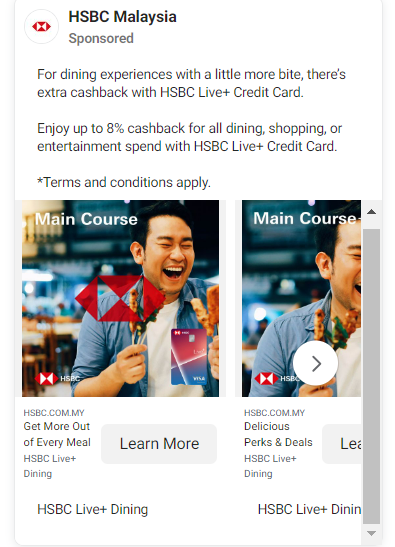 HSBC Malaysia
Sponsored
For dining experiences with a little more bite, there's
extra cashback with HSBC Live+ Credit Card.
Enjoy up to 8% cashback for all dining, shopping, or
entertainment spend with HSBC Live+ Credit Card.
*Terms and conditions apply.
Main Course
HSBC
VISA
Main Course
HSBC
HSBC.COM.MY
Get More Out
of Every Meal
HSBC Live+
Dining
Learn More
HSBC Live+ Dining
HSBC.COM.MY
Delicious
Perks & Deals
HSBC Live+
Dining
Lea
HSBC Live+ Dinin